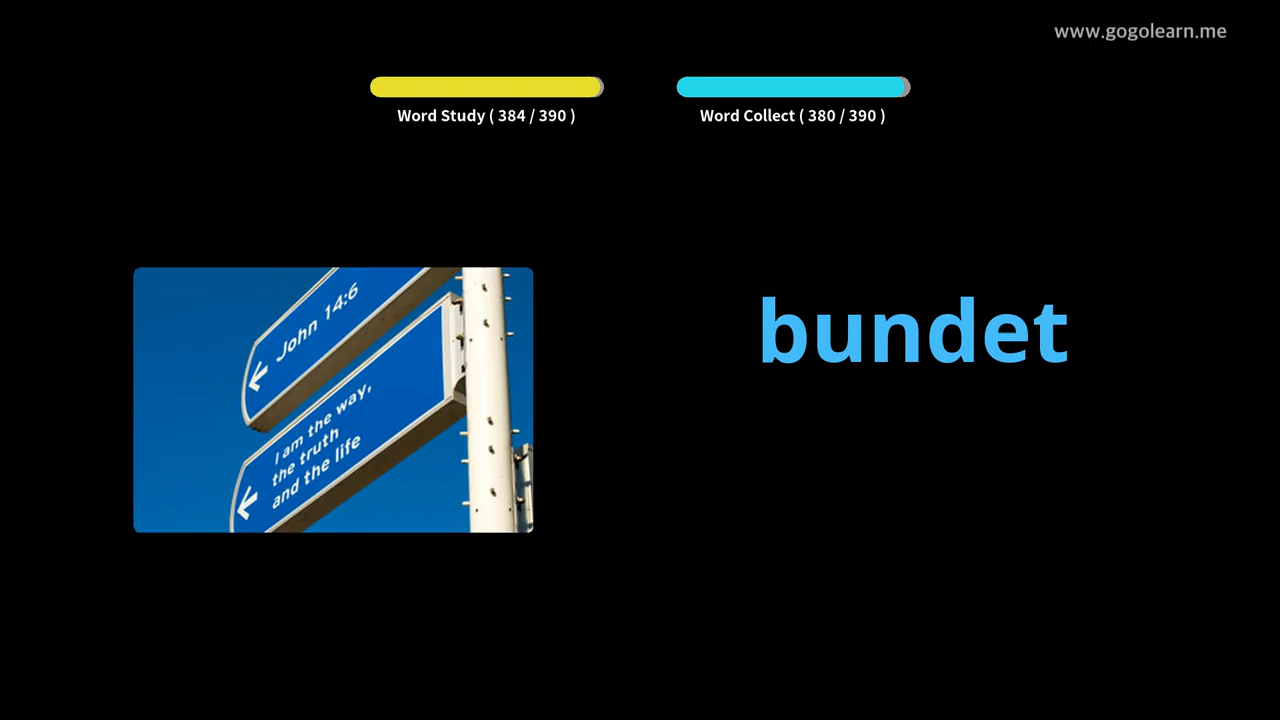 www.gogolearn.me
Word Study ( 384 / 390 )
Word Collect ( 380 / 390 )
John 14:6
I am the way,
the truth
and the life
bundet